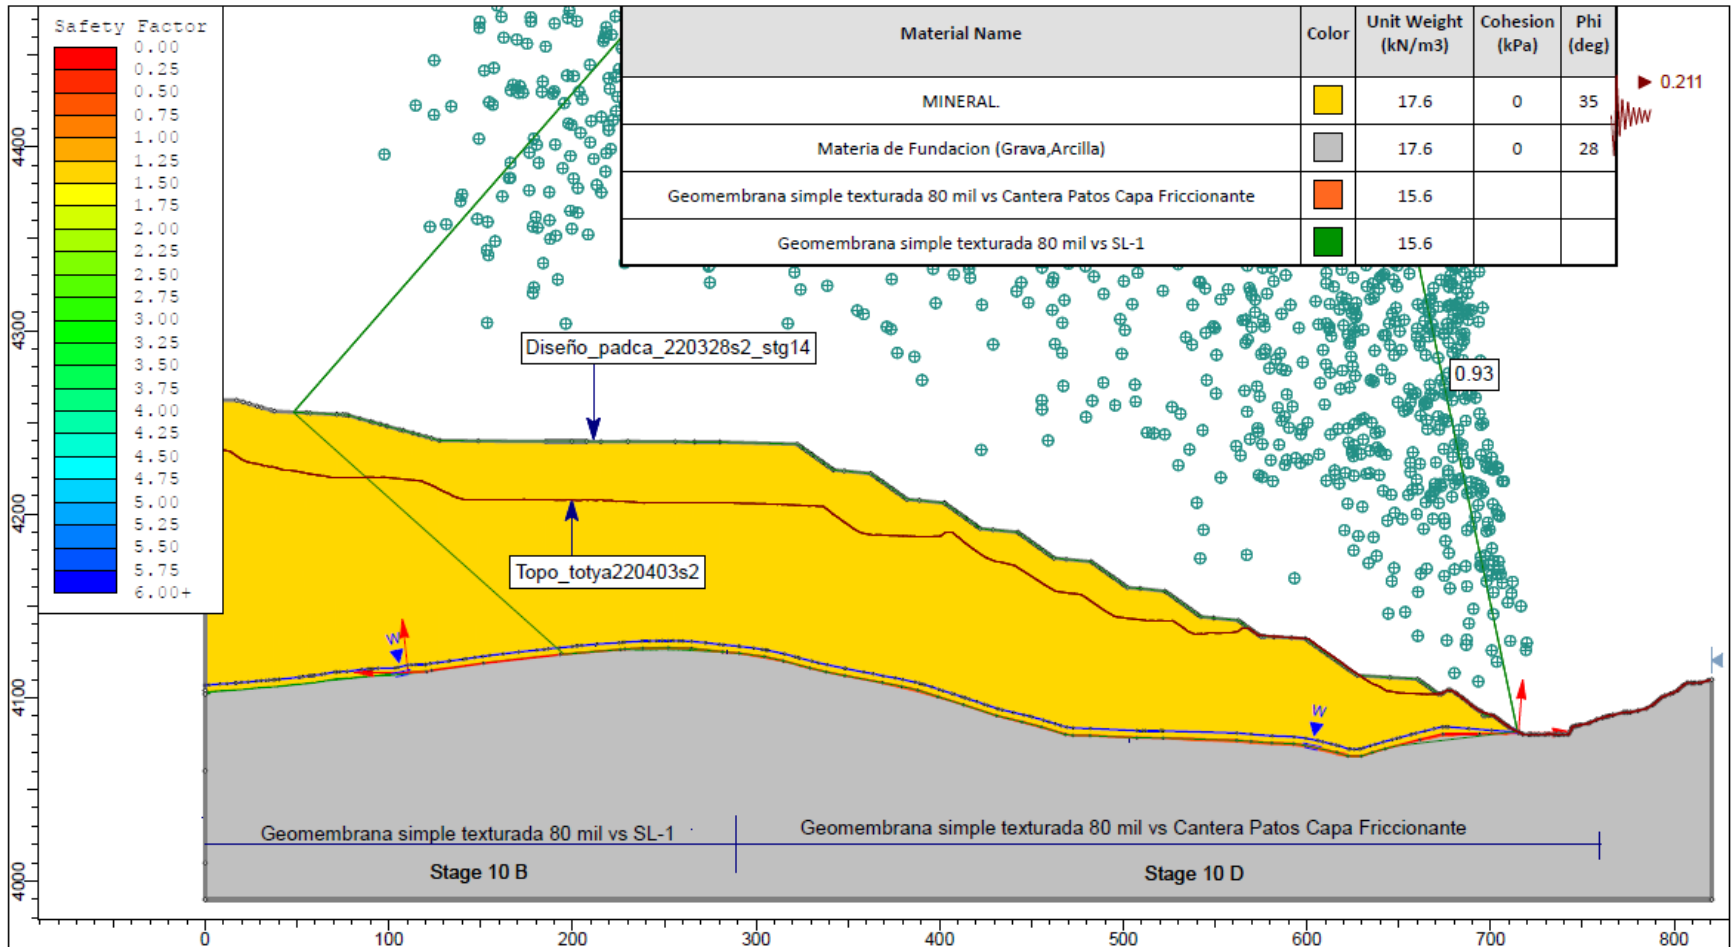 Safety Factor
0.00
0.25
0.50
0.75
1.00
1.25
1.50
1.75
2.00
2.25
2.50
2.75
3.00
3.25
3.50
3.75
4.00
4.25
4.50
4.75
5.00
5.25
5.50
5.75
6.00+
Material Name Color Unit Weight (kN/m3) Cohesion (kPa) Phi (deg)
MINERAL. 17.6 0 35
Materia de Fundacion (Grava,Arcilla) 17.6 0 28
Geomembrana simple texturada 80 mil vs Cantera Patos Capa Friccionante 15.6
Geomembrana simple texturada 80 mil vs SL-1 15.6
0.211
Diseño_padca_220328s2_stg14
0.93
Topo_totya220403s2
W
W
Geomembrana simple texturada 80 mil vs SL-1
Geomembrana simple texturada 80 mil vs Cantera Patos Capa Friccionante
Stage 10 B
Stage 10 D
4400
4300
4200
4100
4000
0 100 200 300 400 500 600 700 800